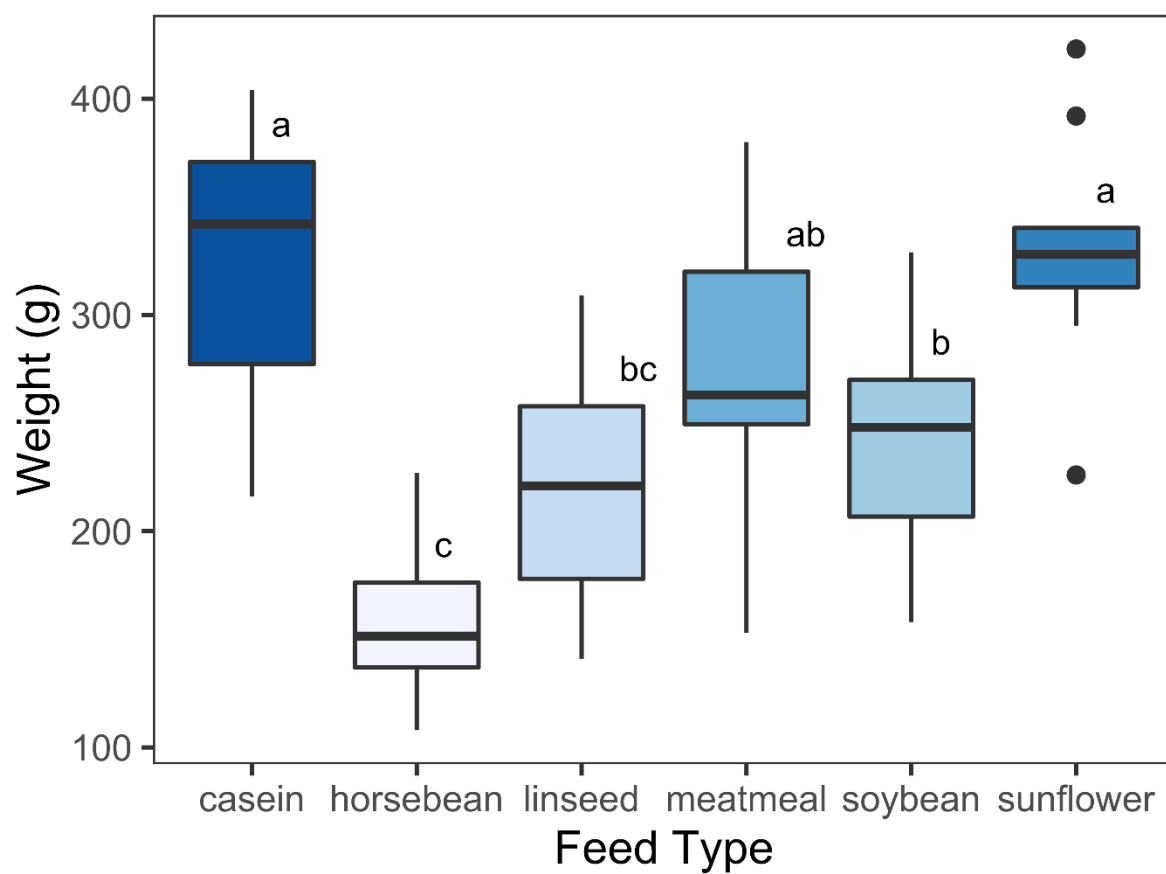 400
300
200
100
Weight (g)
a
c
bc
ab
b
a
casein horsebean linseed meatmeal soybean sunflower
Feed Type